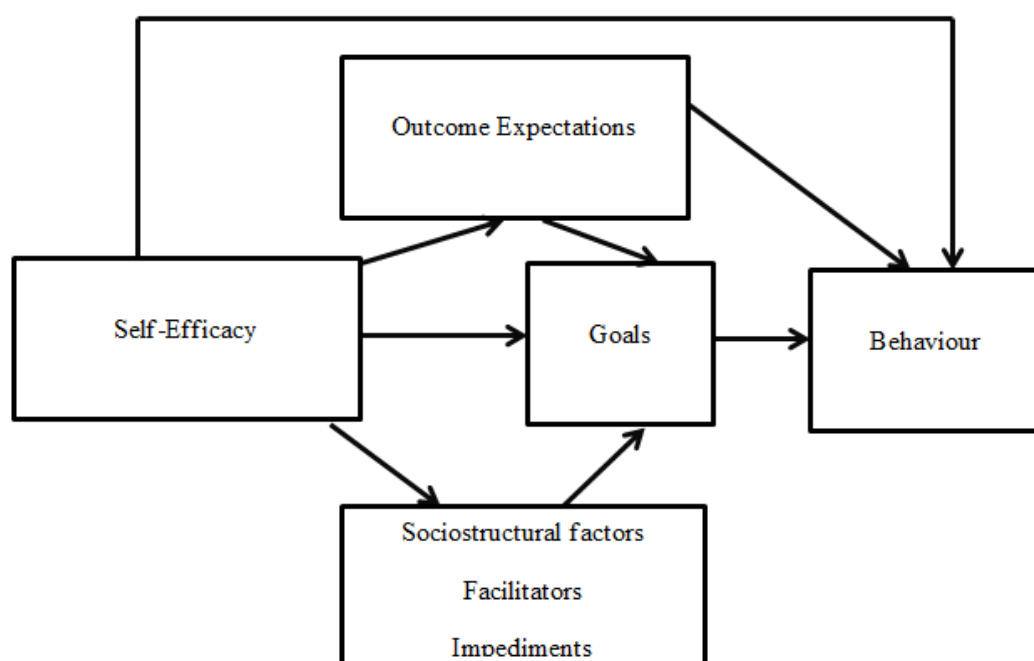 Outcome Expectations
Self-Efficacy
Goals
Behaviour
Sociostructural factors
Facilitators
Impediments